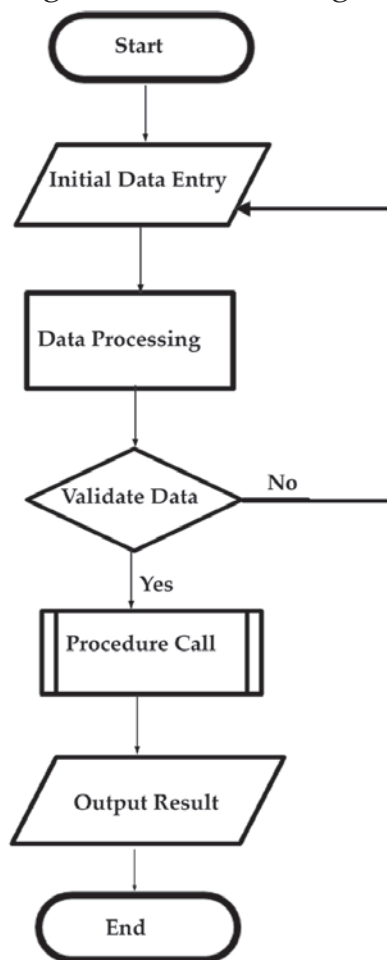 Start
Initial Data Entry
Data Processing
Validate Data
No
Yes
Procedure Call
Output Result
End